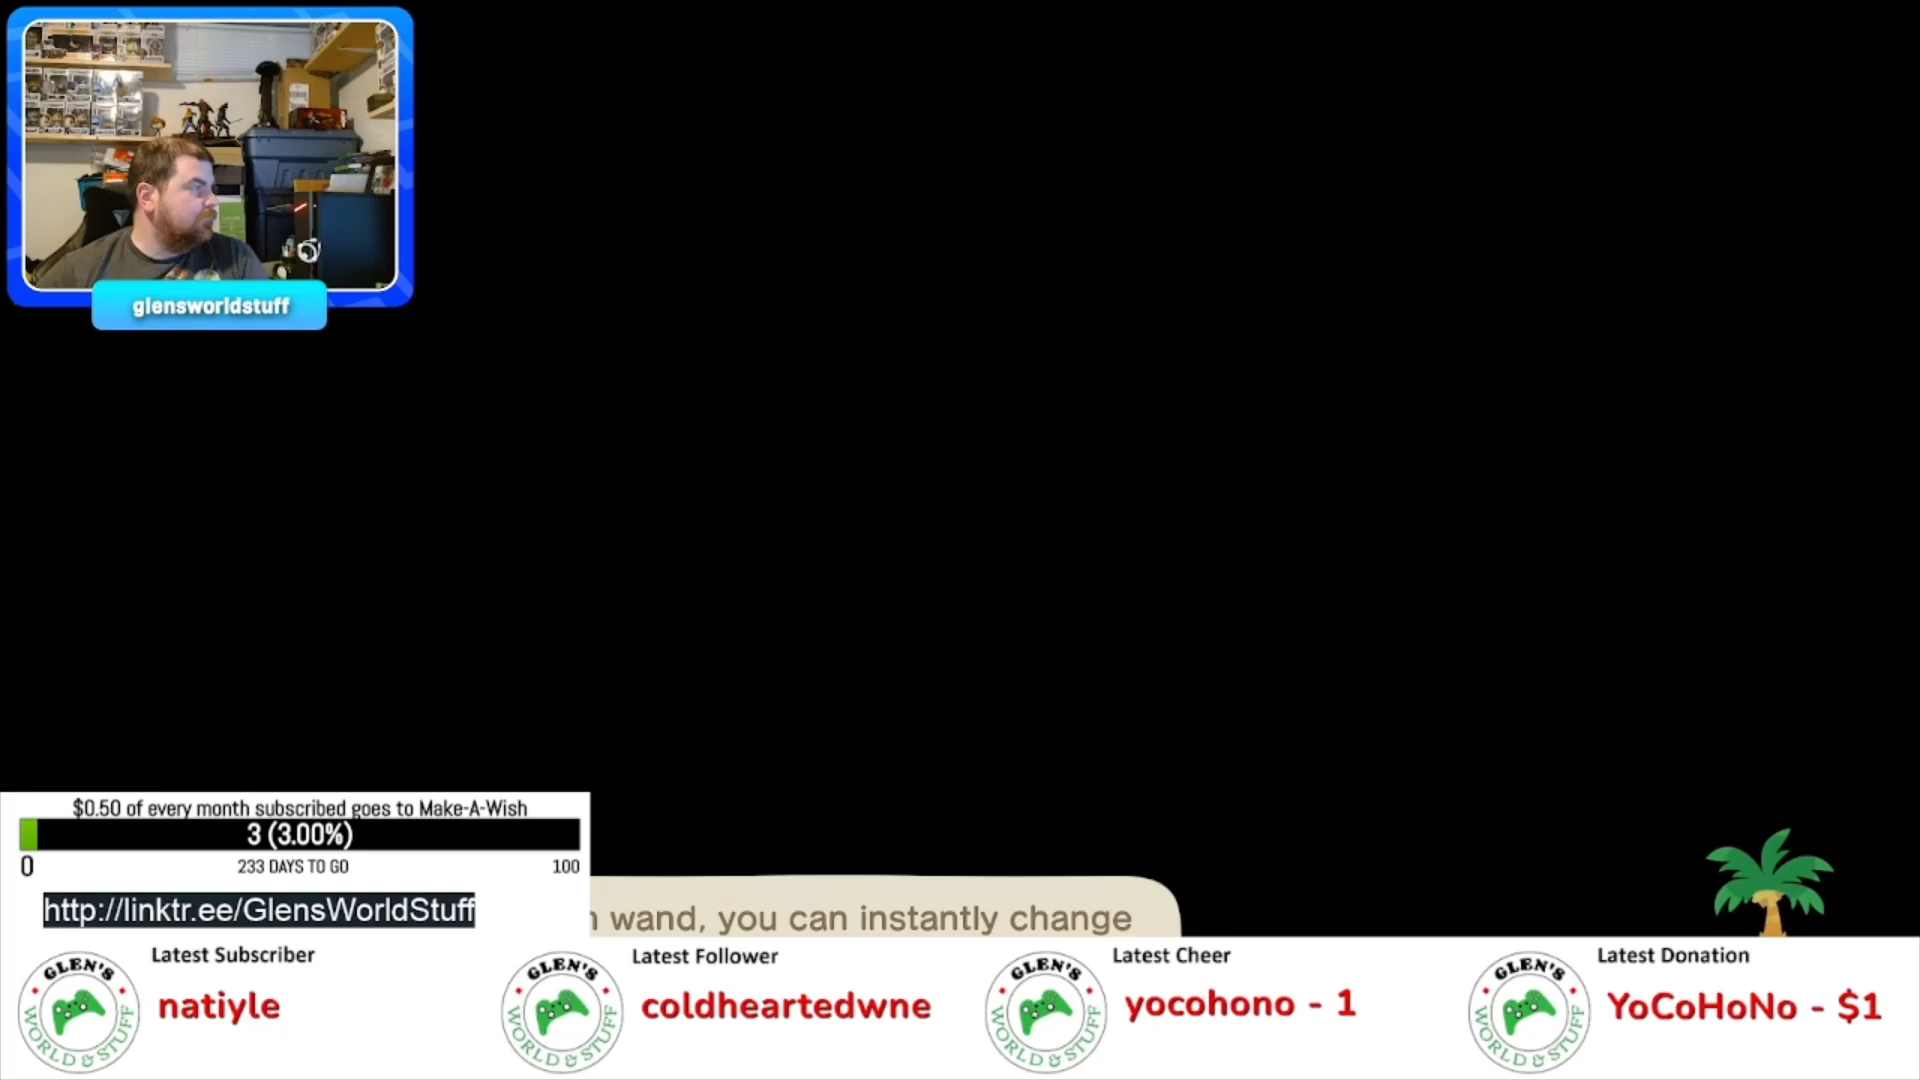 glensworldstuff
$0.50 of every month subscribed goes to Make-A-Wish
3 (3.00%)
0
233 DAYS TO GO
100
http://linktr.ee/GlensWorldStuff
wand, you can instantly change
GLEN'S
WORLD & STUFF
Latest Subscriber
natiyle
GLEN'S
WORLD & STUFF
Latest Follower
coldheartedwne
GLEN'S
WORLD & STUFF
Latest Cheer
yocohono - 1
GLEN'S
WORLD & STUFF
Latest Donation
YoCoHoNo - $1